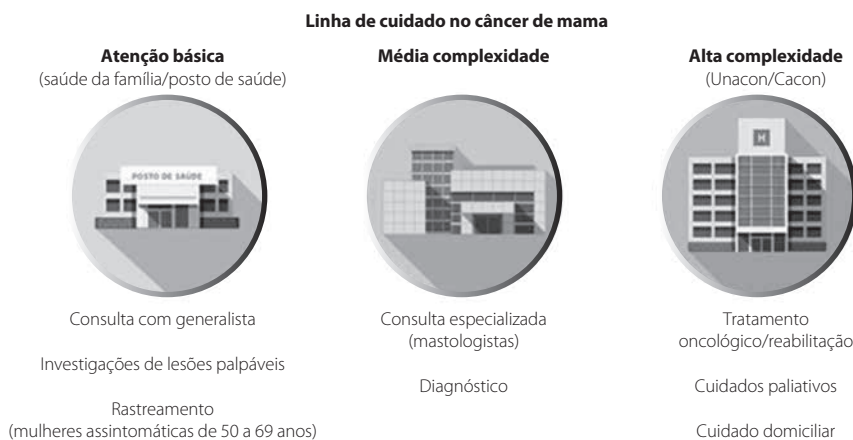 Linha de cuidado no câncer de mama
Atenção básica
(saúde da família/posto de saúde)
POSTO DE SAÚDE
Consulta com generalista
Investigações de lesões palpáveis
Rastreamento
(mulheres assintomáticas de 50 a 69 anos)
Média complexidade
Consulta especializada
(mastologistas)
Diagnóstico
Alta complexidade
(Unacon/Cacon)
H
Tratamento
oncológico/reabilitação
Cuidados paliativos
Cuidado domiciliar